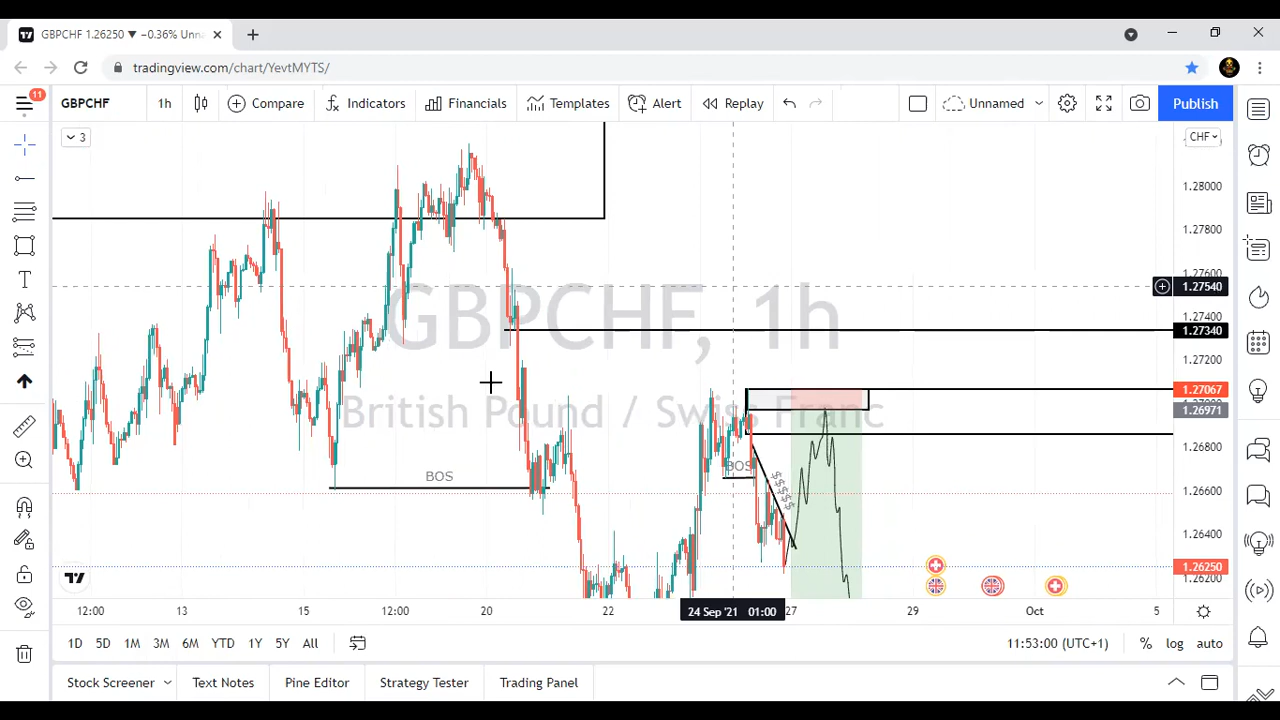 GBPCHF 1.26250 ▼ −0.36% Unna
tradingview.com/chart/YevtMYTS/
11
GBPCHF
1h
Compare
Indicators
Financials
Templates
Alert
Replay
Unnamed
Publish
3
CHF
GBPCHF, 1h
British Pound / Swiss Franc
BOS
BOS
$$$$$
1.28000
1.27800
1.27600
1.27540
1.27400
1.27340
1.27200
1.27067
1.26971
1.26800
1.26600
1.26400
1.26250
1.26200
12:00
13
15
12:00
20
22
24 Sep '21 01:00
27
29
Oct
5
1D
5D
1M
3M
6M
YTD
1Y
5Y
All
11:53:00 (UTC+1)
%
log
auto
Stock Screener
Text Notes
Pine Editor
Strategy Tester
Trading Panel